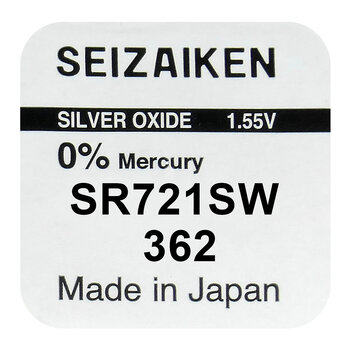 SEIZAIKEN
SILVER OXIDE 1.55V
0% Mercury
SR721SW
362
Made in Japan